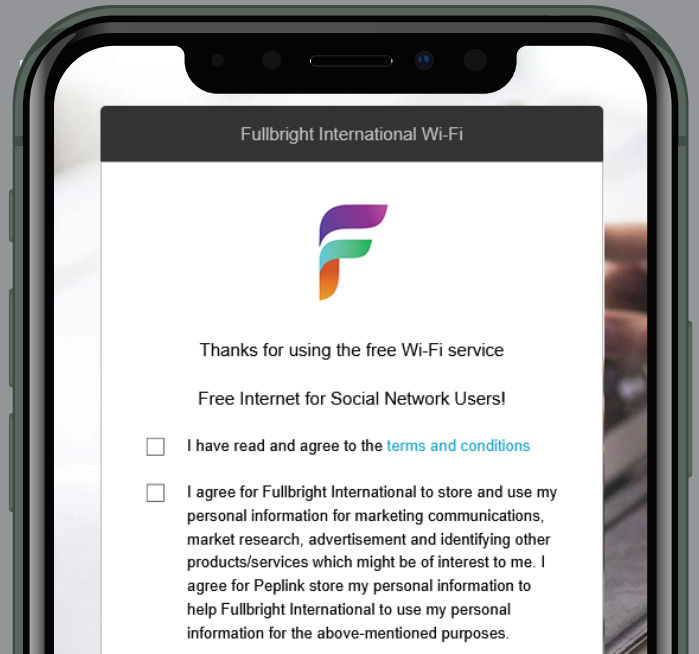 Fullbright International Wi-Fi
Thanks for using the free Wi-Fi service
Free Internet for Social Network Users!
I have read and agree to the terms and conditions
I agree for Fullbright International to store and use my
personal information for marketing communications,
market research, advertisement and identifying other
products/services which might be of interest to me. I
agree for Peplink store my personal information to
help Fullbright International to use my personal
information for the above-mentioned purposes.